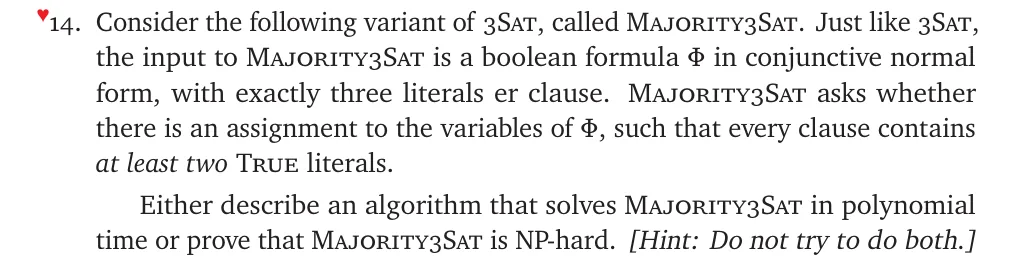 ♥14. Consider the following variant of 3SAT, called MAJORITY3SAT. Just like 3SAT,
the input to MAJORITY3SAT is a boolean formula Φ in conjunctive normal
form, with exactly three literals er clause. MAJORITY3SAT asks whether
there is an assignment to the variables of Φ, such that every clause contains
at least two TRUE literals.
Either describe an algorithm that solves MAJORITY3SAT in polynomial
time or prove that MAJORITY3SAT is NP-hard. [Hint: Do not try to do both.]